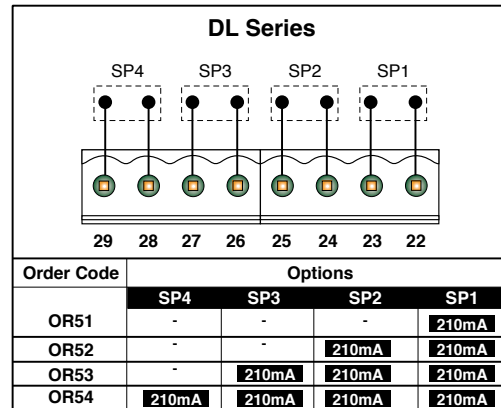 DL Series
SP4 SP3 SP2 SP1
29 28 27 26 25 24 23 22
Order Code Options
SP4 SP3 SP2 SP1
OR51 - - - 210mA
OR52 - - 210mA 210mA
OR53 - 210mA 210mA 210mA
OR54 210mA 210mA 210mA 210mA